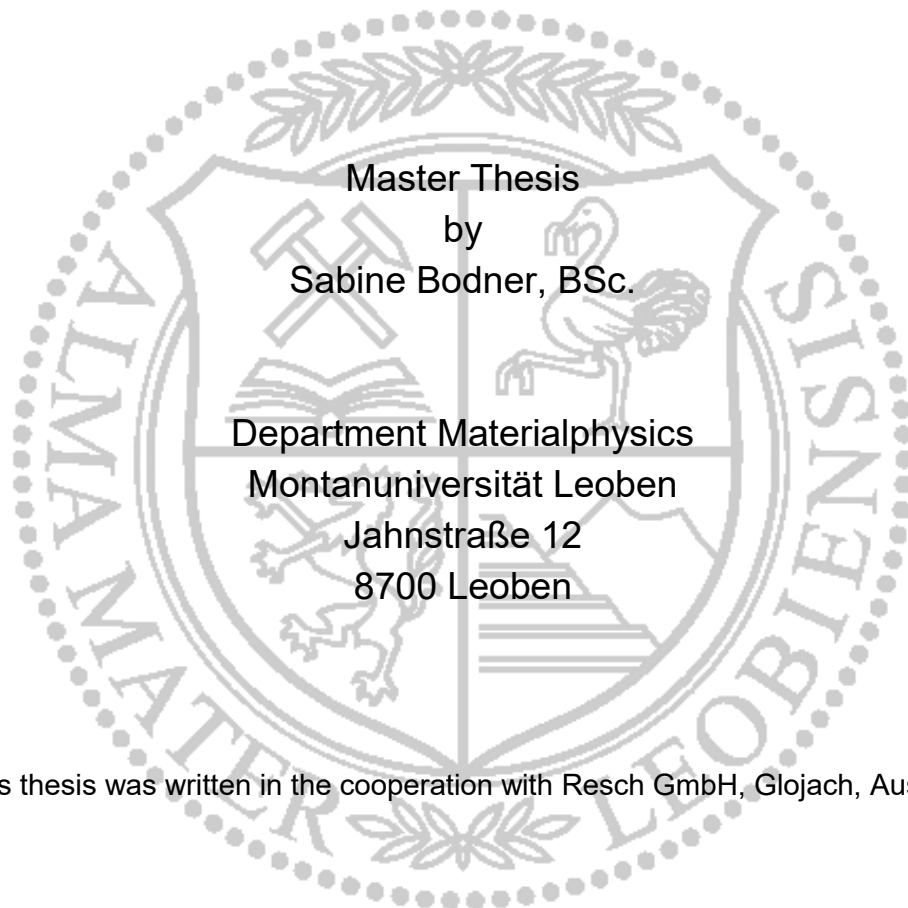 Master Thesis
by
Sabine Bodner, BSc.
Department Materialphysics
Montanuniversität Leoben
Jahnstraße 12
8700 Leoben
s thesis was written in the cooperation with Resch GmbH, Glojach, Aus
ALMA MATER LEOBIENSISIS